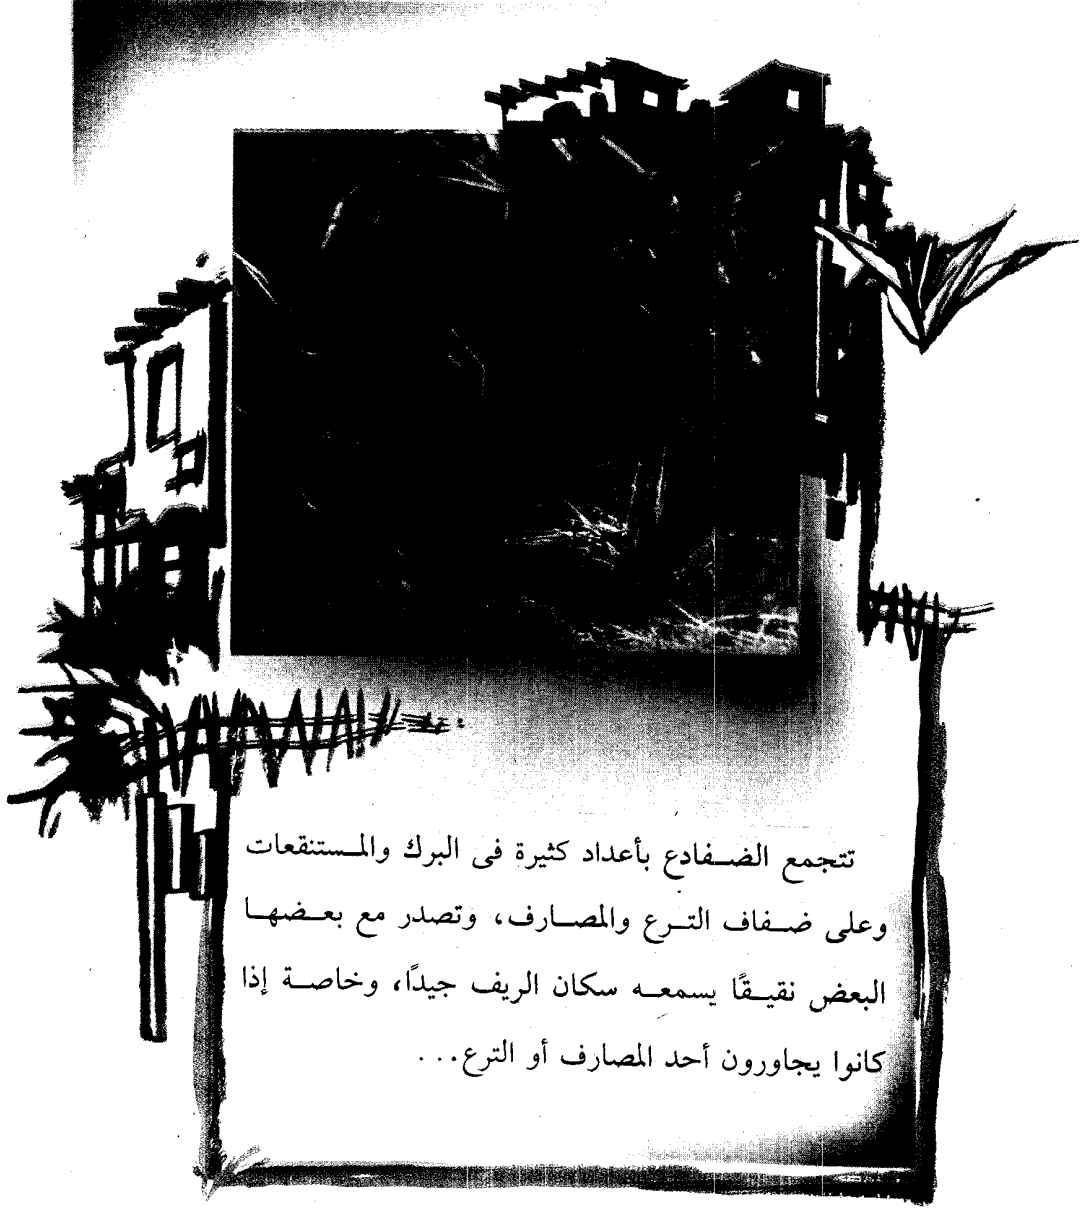 تتجمع الضفادع بأعداد كثيرة فى البرك والمستنقعات
وعلى ضفاف الترع والمصارف، وتصدر مع بعضها
البعض نقيقًا يسمعه سكان الريف جيدًا، وخاصة إذا
كانوا يجاورون أحد المصارف أو الترع...